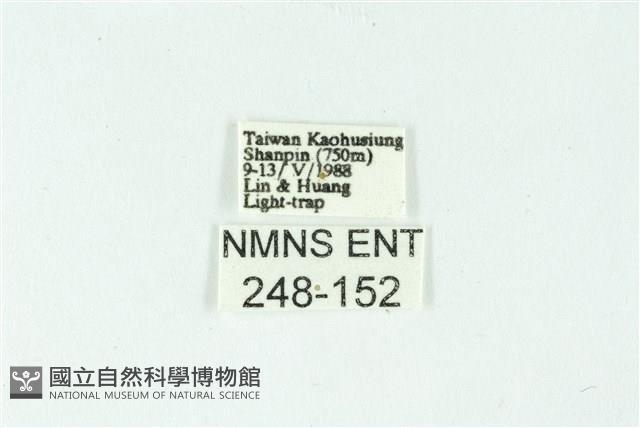 Taiwan Kaohusiung
Shanpin (750m)
9-13/ V/1988
Lin & Huang
Light-trap
NMNS ENT
248-152
國立自然科學博物館
NATIONAL MUSEUM OF NATURAL SCIENCE